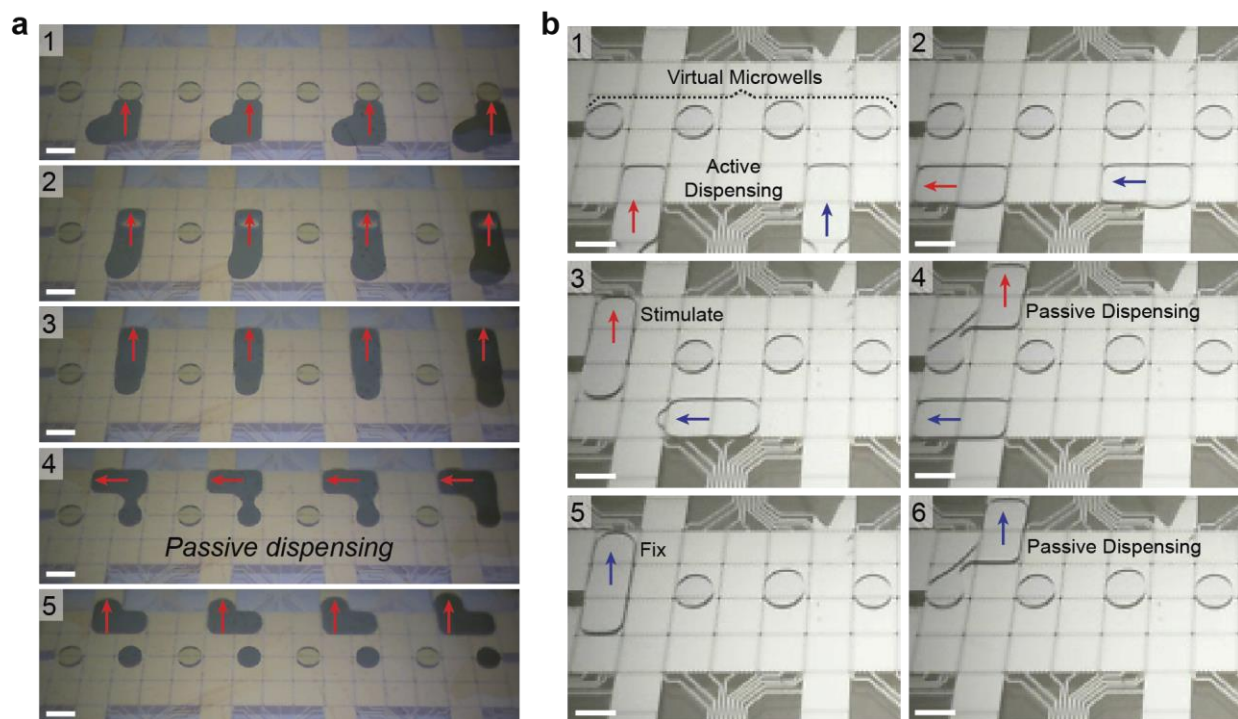 a
1
2
3
4
Passive dispensing
5
b
1
Virtual Microwells
Active
Dispensing
2
3
Stimulate
4
Passive Dispensing
5
Fix
6
Passive Dispensing